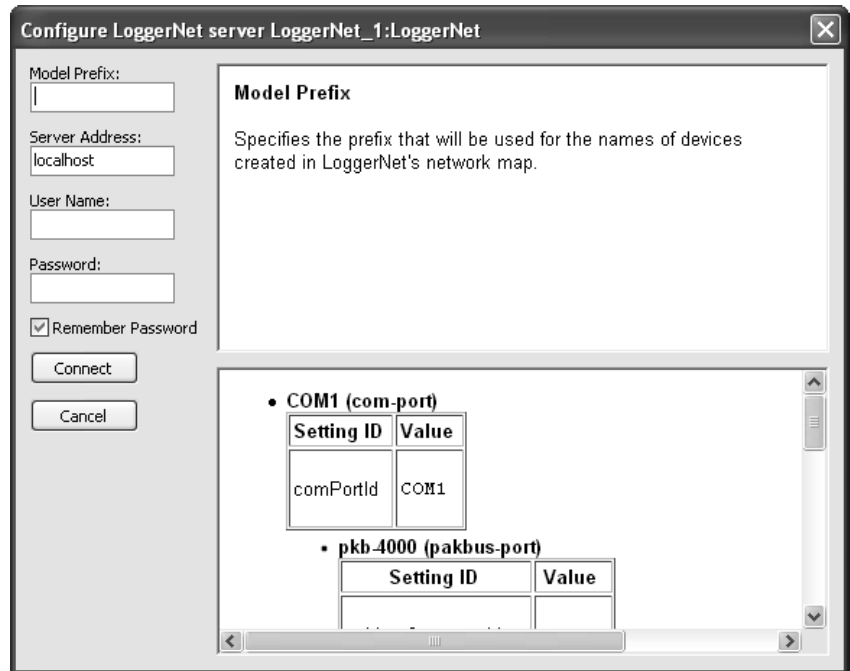 Configure LoggerNet server LoggerNet_1:LoggerNet
Model Prefix:
Server Address:
localhost
User Name:
Password:
Remember Password
Connect
Cancel
Model Prefix
Specifies the prefix that will be used for the names of devices
created in LoggerNet's network map.
COM1 (com-port)
Setting ID Value
comPortId COM1
pkb-4000 (pakbus-port)
Setting ID Value